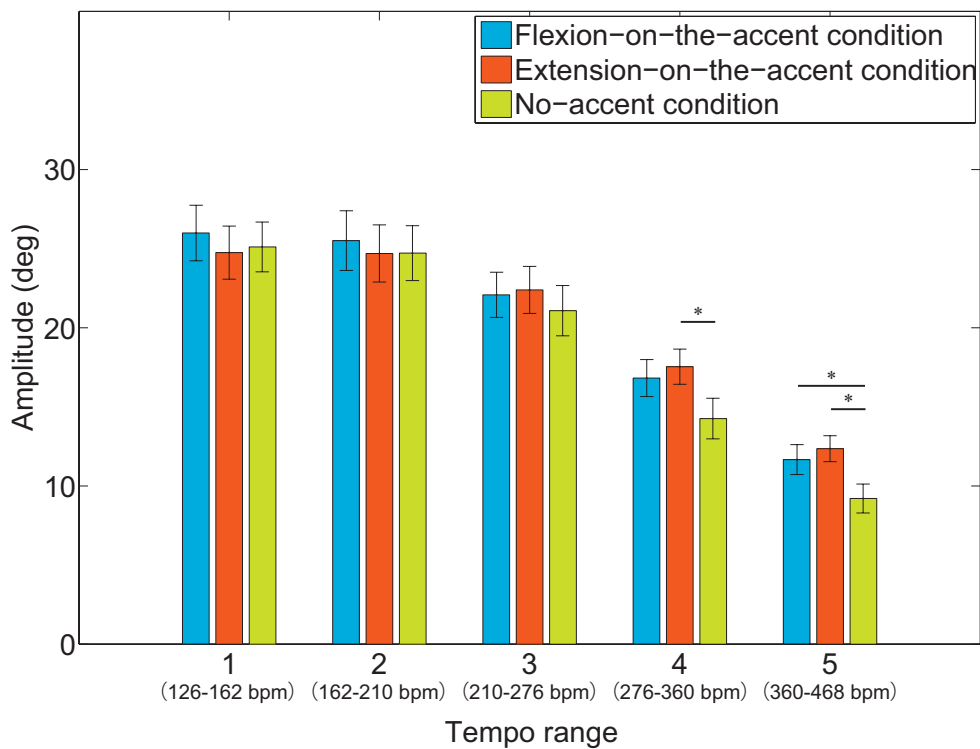 Flexion−on−the−accent condition
Extension−on−the−accent condition
No−accent condition
Amplitude (deg)
30
20
10
0
*
*
*
1 2 3 4 5
(126-162 bpm) (162-210 bpm) (210-276 bpm) (276-360 bpm) (360-468 bpm)
Tempo range